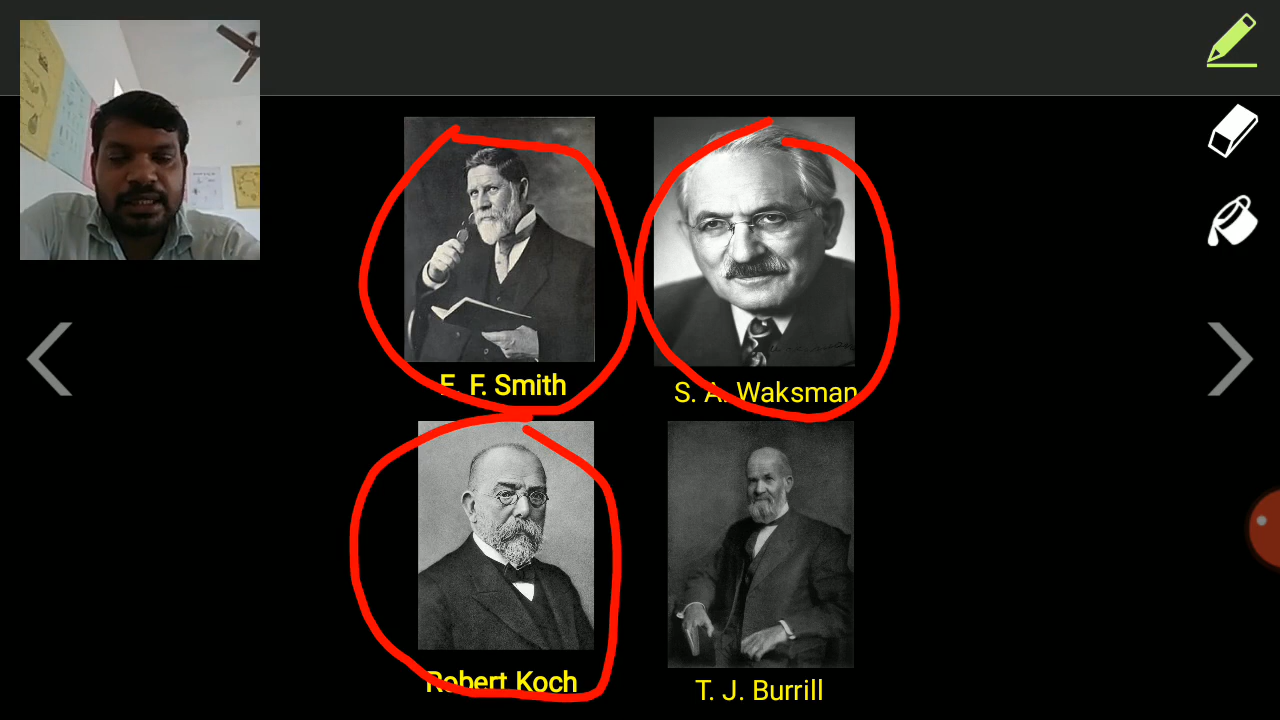 E. F. Smith
S. A. Waksman
Robert Koch
T. J. Burrill